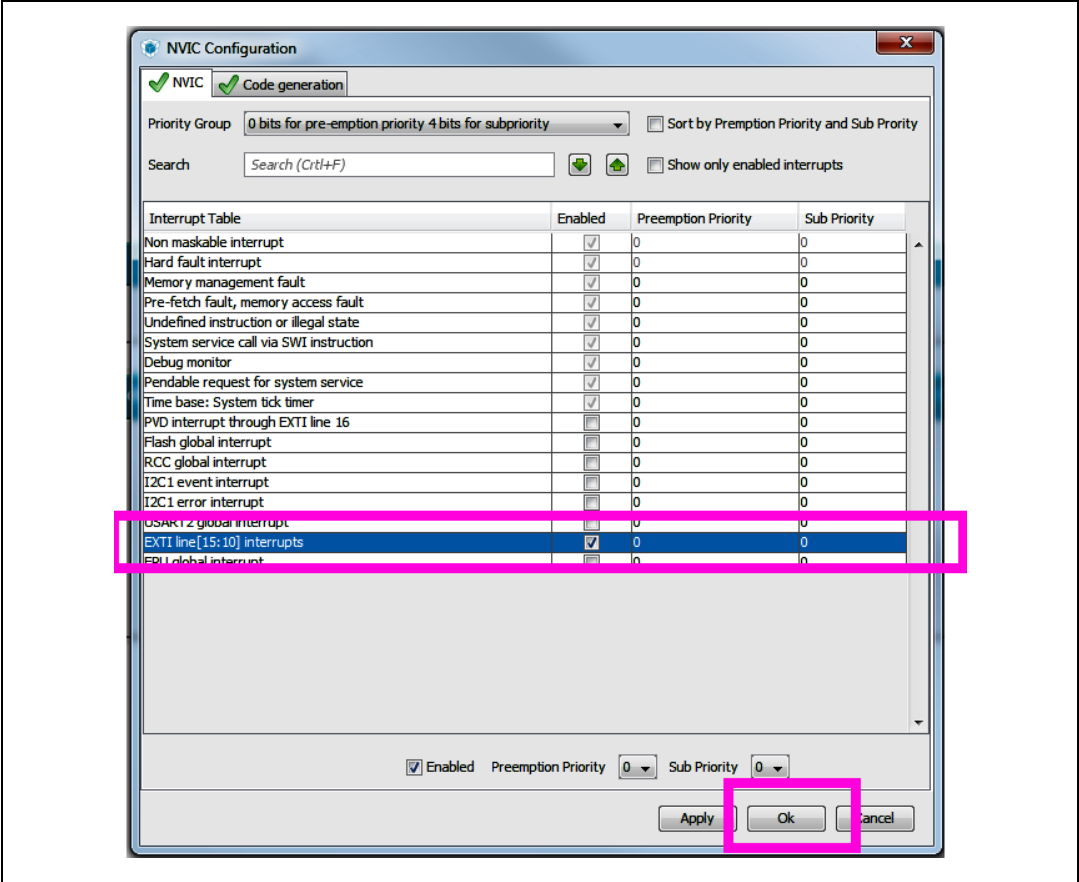 NVIC Configuration
NVIC Code generation
Priority Group 0 bits for pre-emption priority 4 bits for subpriority Sort by Premption Priority and Sub Prority
Search Search (Crtl+F) Show only enabled interrupts
Interrupt Table Enabled Preemption Priority Sub Priority
Non maskable interrupt 0 0
Hard fault interrupt 0 0
Memory management fault 0 0
Pre-fetch fault, memory access fault 0 0
Undefined instruction or illegal state 0 0
System service call via SWI instruction 0 0
Debug monitor 0 0
Pendable request for system service 0 0
Time base: System tick timer 0 0
PVD interrupt through EXTI line 16 0 0
Flash global interrupt 0 0
RCC global interrupt 0 0
I2C1 event interrupt 0 0
I2C1 error interrupt 0 0
USART2 global interrupt 0 0
EXTI line[15:10] interrupts 0 0
FPU global interrupt 0 0
Enabled Preemption Priority 0 Sub Priority 0
Apply Ok Cancel